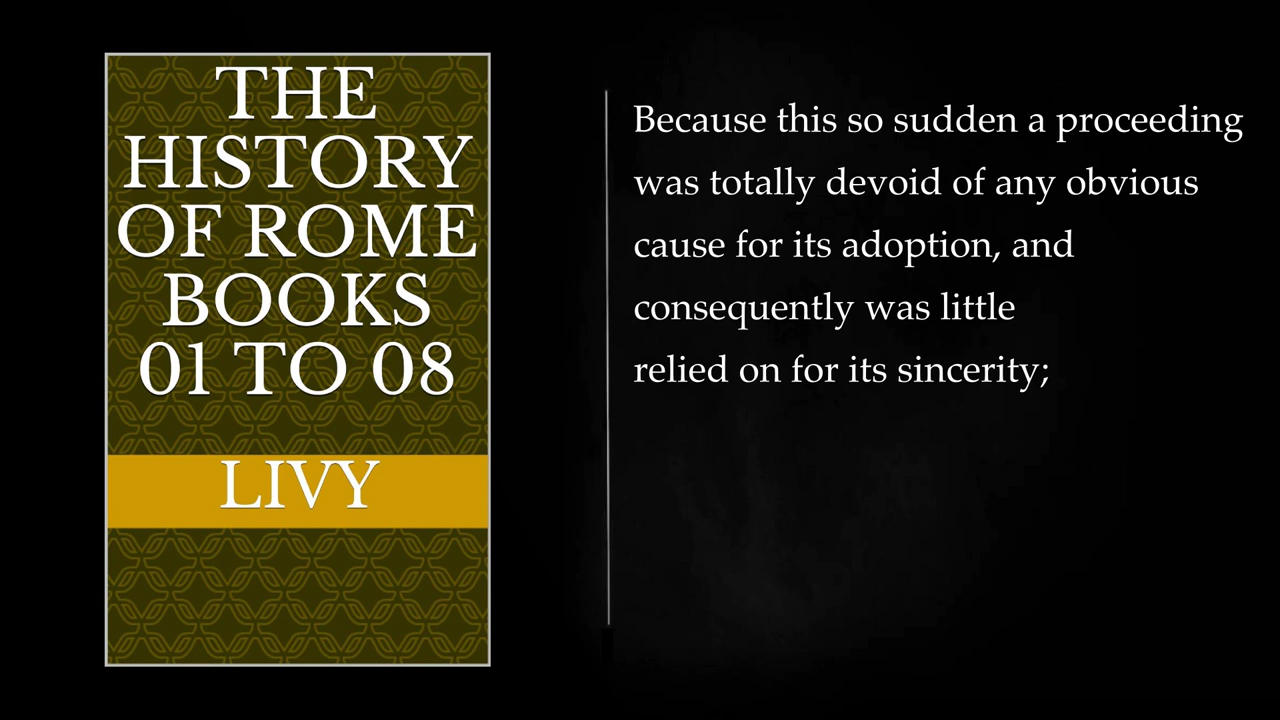 THE
HISTORY
OF ROME
BOOKS
01 TO 08
LIVY
Because this so sudden a proceeding
was totally devoid of any obvious
cause for its adoption, and
consequently was little
relied on for its sincerity;